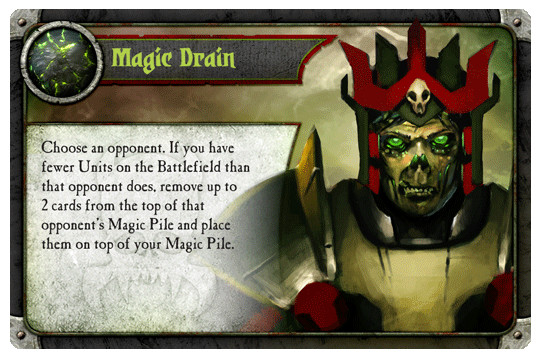 Magic Drain
Choose an opponent. If you have
fewer Units on the Battlefield than
that opponent does, remove up to
2 cards from the top of that
opponent's Magic Pile and place
them on top of your Magic Pile.